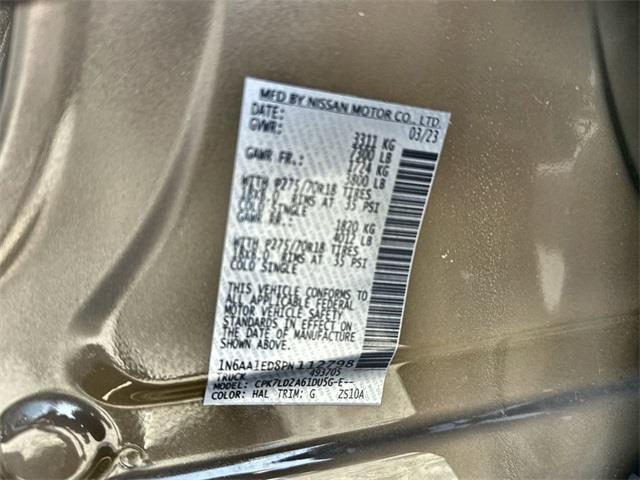 MFD BY NISSAN MOTOR CO., LTD.
DATE: 03/23
GVWR: 3311 KG
7300 LB
GAWR FR.: 1724 KG
3800 LB
WITH P275/70R18 TIRES
18X8.0 RIMS AT 35 PSI
COLD SINGLE
GAWR RR.: 1820 KG
4012 LB
WITH P275/70R18 TIRES
18X8.0 RIMS AT 35 PSI
COLD SINGLE
THIS VEHICLE CONFORMS TO
ALL APPLICABLE FEDERAL
MOTOR VEHICLE SAFETY
STANDARDS IN EFFECT ON
THE DATE OF MANUFACTURE
SHOWN ABOVE.
1N6AA1ED8PN112798
TRUCK 493705
MODEL: CPK7LDZA61DU5G-E--
COLOR: HAL TRIM: G ZS10A